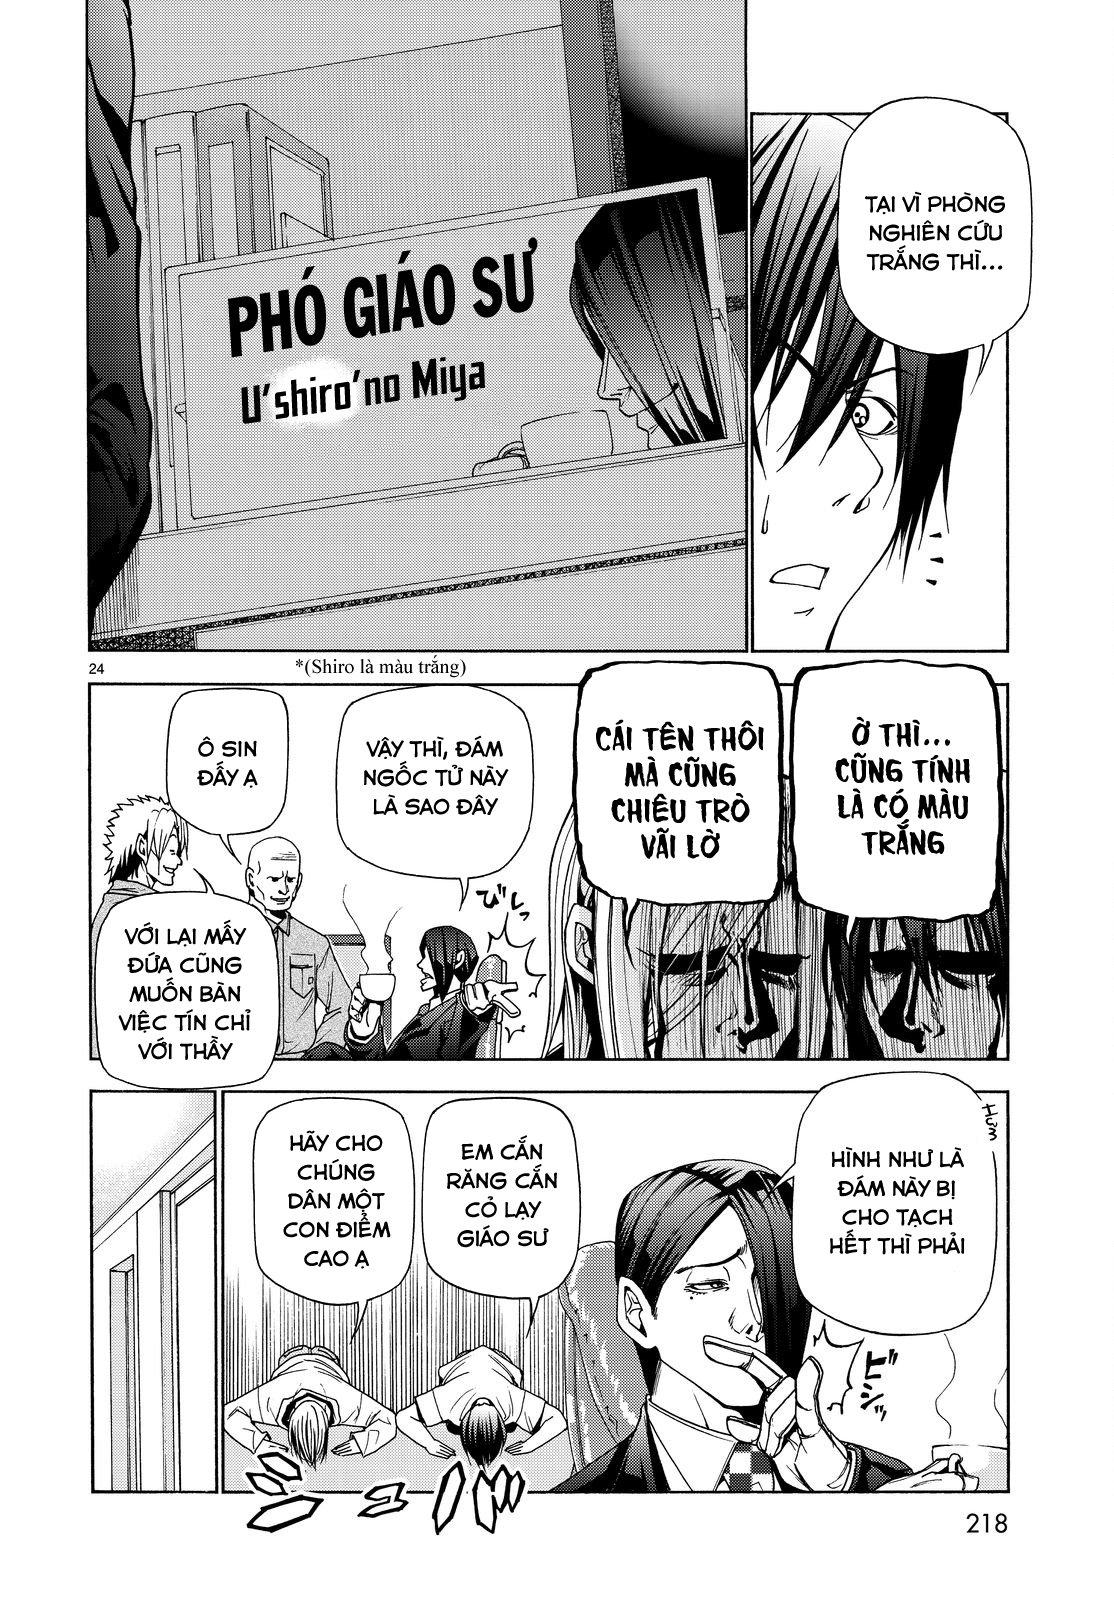 TẠI VÌ PHÒNG
NGHIÊN CỨU
TRẮNG THÌ...
PHÓ GIÁO SƯ
U'shiro'no Miya
24
*(Shiro là màu trắng)
Ờ THÌ...
CŨNG TÍNH
LÀ CÓ MÀU
TRẮNG
CÁI TÊN THÔI
MÀ CŨNG
CHIÊU TRÒ
VÃI LỜ
VẬY THÌ, ĐÁM
NGỐC TỬ NÀY
LÀ SAO ĐÂY
ビしっ
Ô SIN
ĐẤY Ạ
VỚI LẠI MẤY
ĐỨA CŨNG
MUỐN BÀN
VIỆC TÍN CHỈ
VỚI THẦY
Hừm
HÌNH NHƯ LÀ
ĐÁM NÀY BỊ
CHO TẠCH
HẾT THÌ PHẢI
EM CẮN
RĂNG CẮN
CỎ LẠY
GIÁO SƯ
HÃY CHO
CHÚNG
DÂN MỘT
CON ĐIỂM
CAO Ạ
218